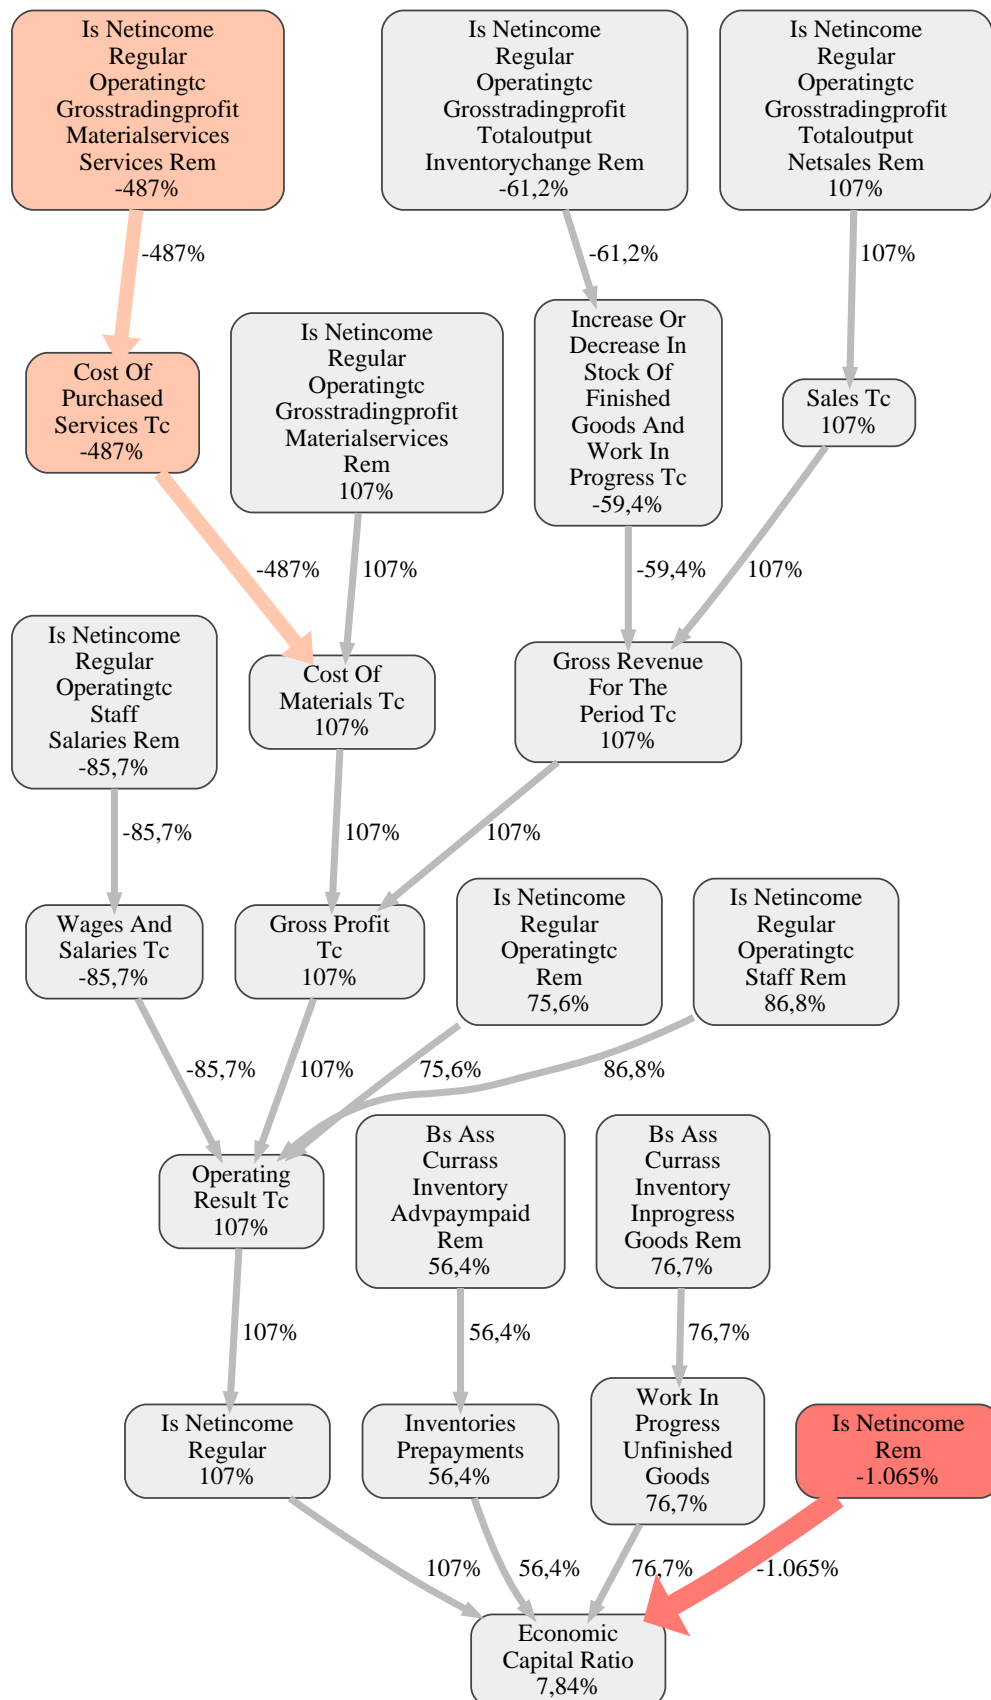 Is Netincome
Regular
Operatingtc
Grosstradingprofit
Materialservices
Services Rem
-487%
Is Netincome
Regular
Operatingtc
Grosstradingprofit
Totaloutput
Inventorychange Rem
-61,2%
Is Netincome
Regular
Operatingtc
Grosstradingprofit
Totaloutput
Netsales Rem
107%
-487%
-61,2%
107%
Cost Of
Purchased
Services Tc
-487%
Is Netincome
Regular
Operatingtc
Grosstradingprofit
Materialservices
Rem
107%
Increase Or
Decrease In
Stock Of
Finished
Goods And
Work In
Progress Tc
-59,4%
Sales Tc
107%
-487%
107%
-59,4%
107%
Is Netincome
Regular
Operatingtc
Staff
Salaries Rem
-85,7%
Cost Of
Materials Tc
107%
Gross Revenue
For The
Period Tc
107%
-85,7%
107%
107%
Wages And
Salaries Tc
-85,7%
Gross Profit
Tc
107%
Is Netincome
Regular
Operatingtc
Rem
75,6%
Is Netincome
Regular
Operatingtc
Staff Rem
86,8%
-85,7%
107%
75,6%
86,8%
Operating
Result Tc
107%
Bs Ass
Currass
Inventory
Advpaympaid
Rem
56,4%
Bs Ass
Currass
Inventory
Inprogress
Goods Rem
76,7%
107%
56,4%
76,7%
Is Netincome
Regular
107%
Inventories
Prepayments
56,4%
Work In
Progress
Unfinished
Goods
76,7%
Is Netincome
Rem
-1.065%
107%
56,4%
76,7%
-1.065%
Economic
Capital Ratio
7,84%